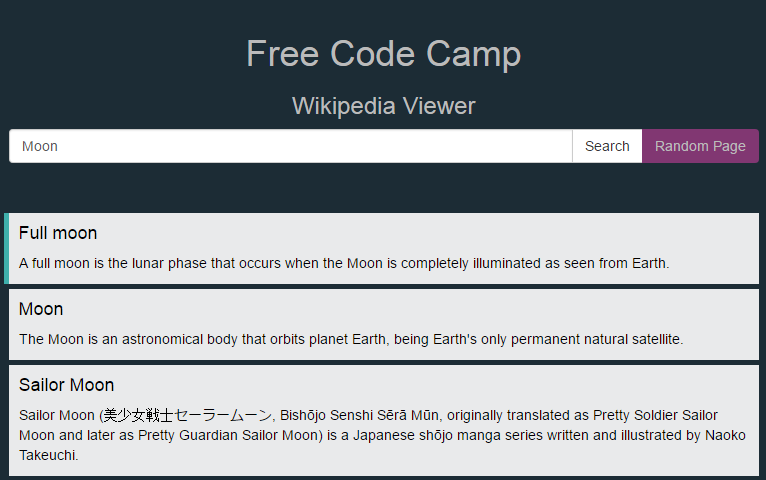 Free Code Camp
Wikipedia Viewer
Moon
Search
Random Page
Full moon
A full moon is the lunar phase that occurs when the Moon is completely illuminated as seen from Earth.
Moon
The Moon is an astronomical body that orbits planet Earth, being Earth's only permanent natural satellite.
Sailor Moon
Sailor Moon (美少女戦士セーラームーン, Bishōjo Senshi Sērā Mūn, originally translated as Pretty Soldier Sailor
Moon and later as Pretty Guardian Sailor Moon) is a Japanese shōjo manga series written and illustrated by Naoko
Takeuchi.